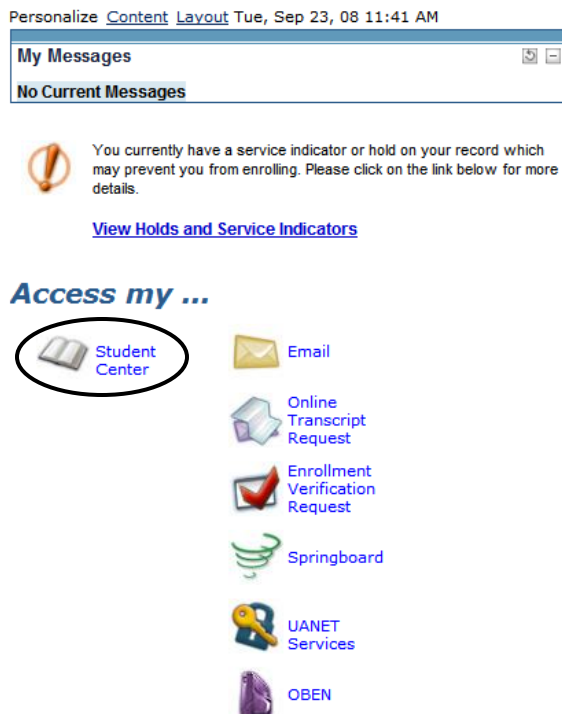 Personalize Content Layout Tue, Sep 23, 08 11:41 AM
My Messages
No Current Messages
You currently have a service indicator or hold on your record which
may prevent you from enrolling. Please click on the link below for more
details.
View Holds and Service Indicators
Access my ...
Student
Center
Email
Online
Transcript
Request
Enrollment
Verification
Request
Springboard
UANET
Services
OBEN